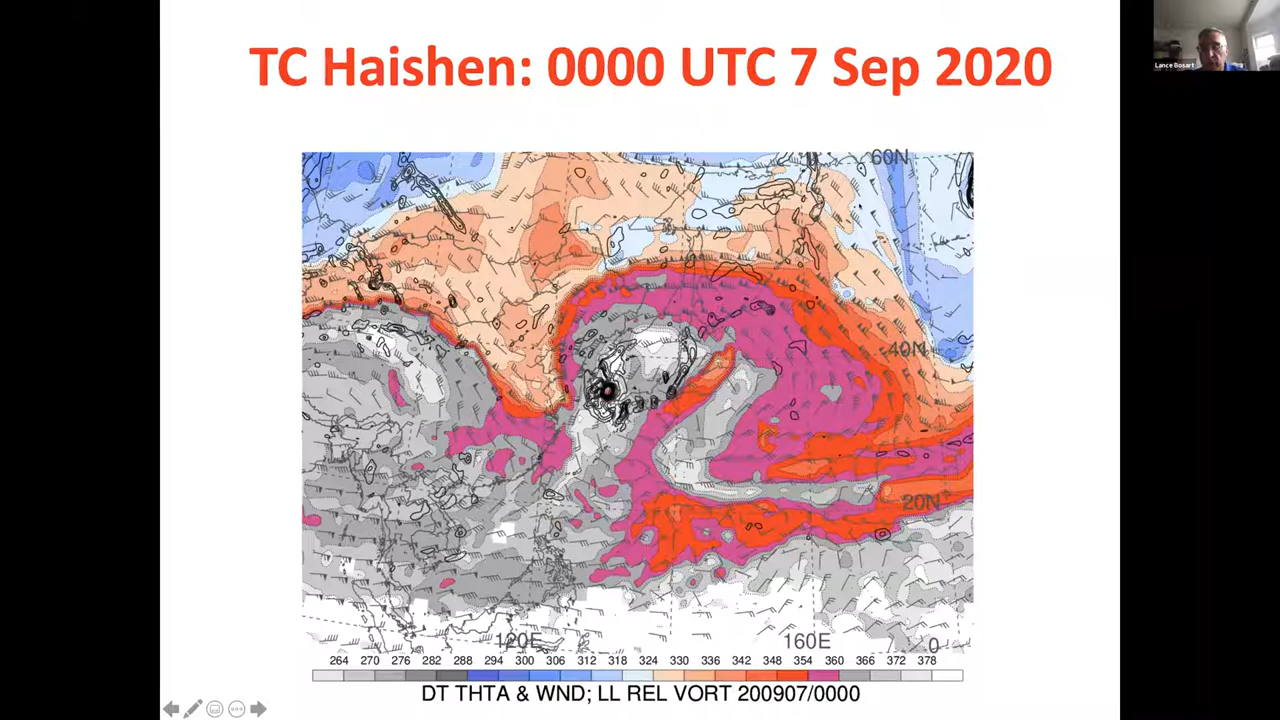 TC Haishen: 0000 UTC 7 Sep 2020
Lance Bosart
60N
40N
20N
120E
160E
0
264 270 276 282 288 294 300 306 312 318 324 330 336 342 348 354 360 366 372 378
DT THTA & WND; LL REL VORT 200907/0000